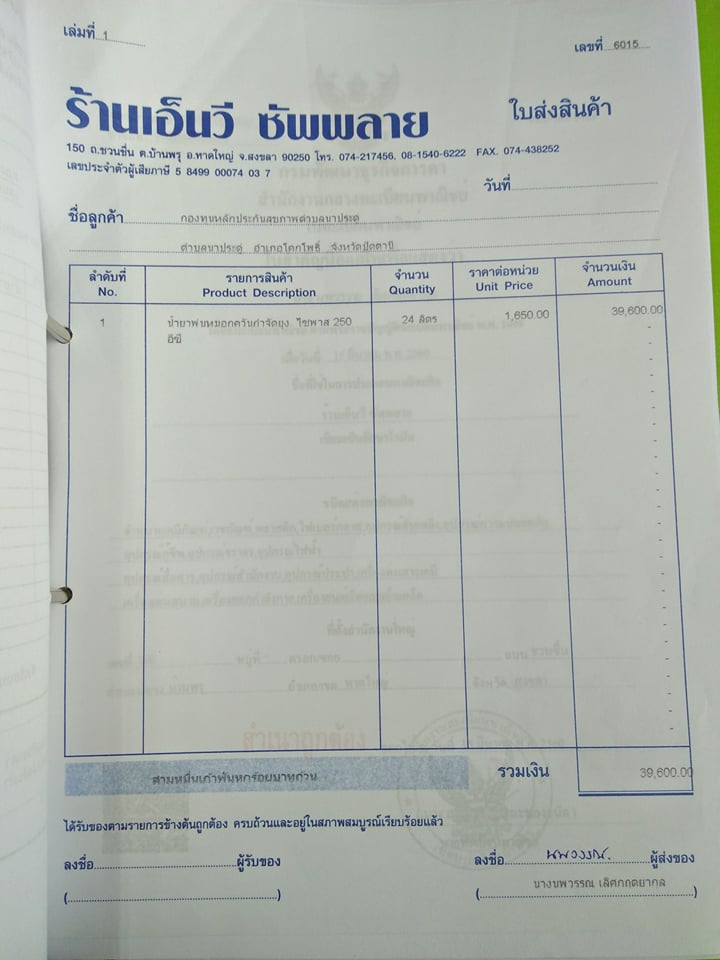 เล่มที่ 1
เลขที่ 6015
ร้านเอ็นวี ซัพพลาย
ใบส่งสินค้า
150 ถ.ชวนชื่น ต.บ้านพรุ อ.หาดใหญ่ จ.สงขลา 90250 โทร. 074-217456, 08-1540-6222 FAX. 074-438252
เลขประจำตัวผู้เสียภาษี 5 8499 00074 03 7
วันที่
ชื่อลูกค้า กองทุนหลักประกันสุขภาพตำบลนาประดู่
ตำบลนาประดู่ อำเภอโคกโพธิ์ จังหวัดปัตตานี
ลำดับที่ รายการสินค้า จำนวน ราคาต่อหน่วย จำนวนเงิน
No. Product Description Quantity Unit Price Amount
1 น้ำยาพ่นหมอกควันกำจัดยุง ไซพาส 250 24 ลิตร 1,650.00 39,600.00
อีซี
สามหมื่นเก้าพันหกร้อยบาทถ้วน รวมเงิน 39,600.00
ได้รับของตามรายการข้างต้นถูกต้อง ครบถ้วนและอยู่ในสภาพสมบูรณ์เรียบร้อยแล้ว
ลงชื่อ ผู้รับของ ลงชื่อ นพวรรณ. ผู้ส่งของ
( ) (นางนพวรรณ เลิศกฤตยากุล)
สำเนาถูกต้อง